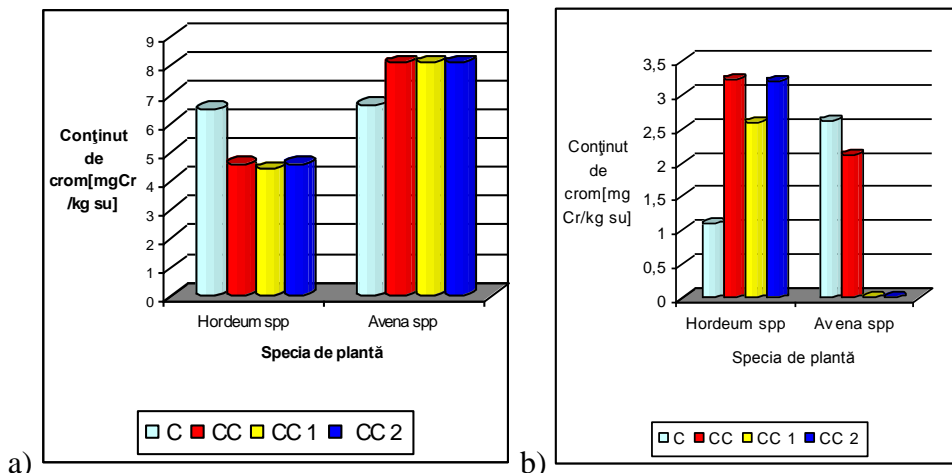 9
8
7
6
5
4
3
2
1
0
Conţinut
de
crom[mgCr
/kg su]
Hordeum spp
Avena spp
Specia de plantă
C
CC
CC 1
CC 2
a)
3,5
3
2,5
2
1,5
1
0,5
0
Conţinut
de
crom[mg
Cr/kg su]
Hordeum spp
Avena spp
Specia de plantă
C
CC
CC 1
CC 2
b)